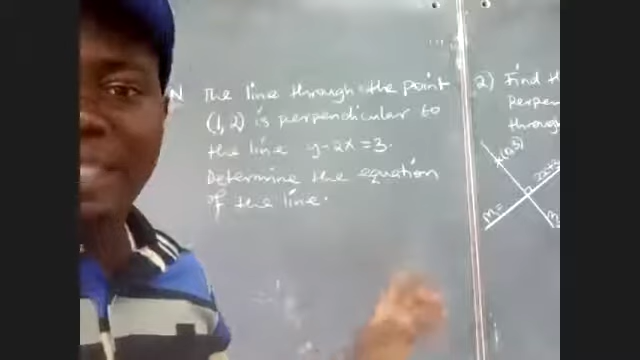 The line through the point
(1,2) is perpendicular to
the line y-2x=3.
Determine the equation
of the line.
2) Find th
Perpen
throug